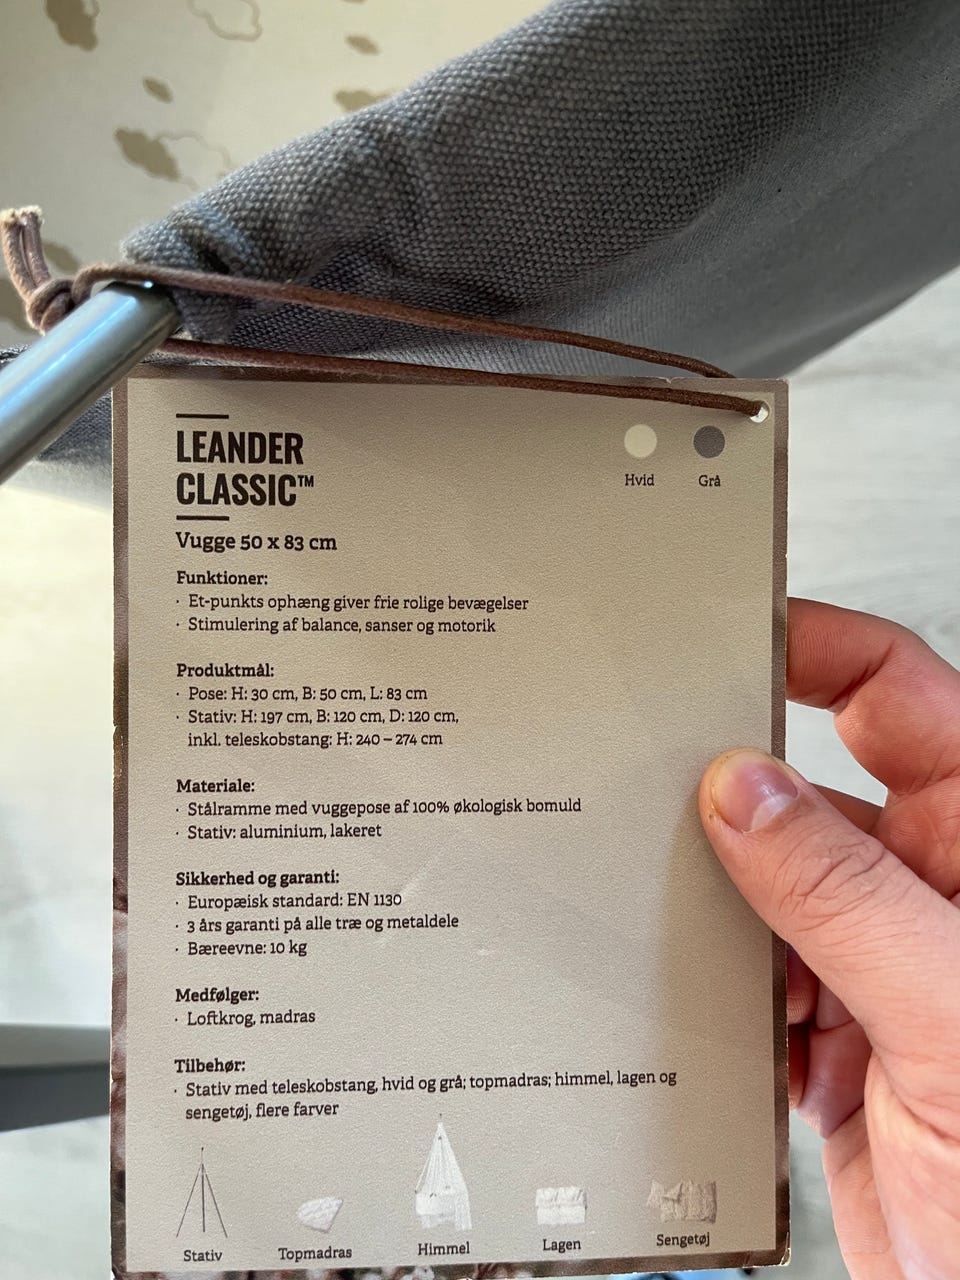 LEANDER
CLASSIC™
Hvid
Grå
Vugge 50 x 83 cm
Funktioner:
· Et-punkts ophæng giver frie rolige bevægelser
· Stimulering af balance, sanser og motorik
Produktmål:
· Pose: H: 30 cm, B: 50 cm, L: 83 cm
· Stativ: H: 197 cm, B: 120 cm, D: 120 cm,
inkl. teleskobstang: H: 240 – 274 cm
Materiale:
· Stålramme med vuggepose af 100% økologisk bomuld
· Stativ: aluminium, lakeret
Sikkerhed og garanti:
· Europæisk standard: EN 1130
· 3 års garanti på alle træ og metaldele
· Bæreevne: 10 kg
Medfølger:
· Loftkrog, madras
Tilbehør:
· Stativ med teleskobstang, hvid og grå; topmadras; himmel, lagen og
sengetøj, flere farver
Stativ
Topmadras
Himmel
Lagen
Sengetøj